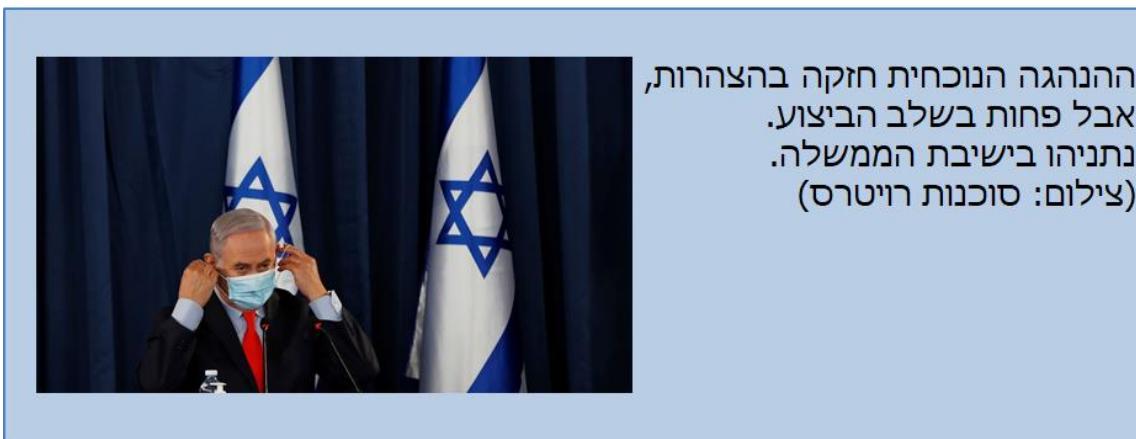 ההנהגה הנוכחית חזקה בהצהרות,
אבל פחות בשלב הביצוע.
נתניהו בישיבת הממשלה.
(צילום: סוכנות רויטרס)